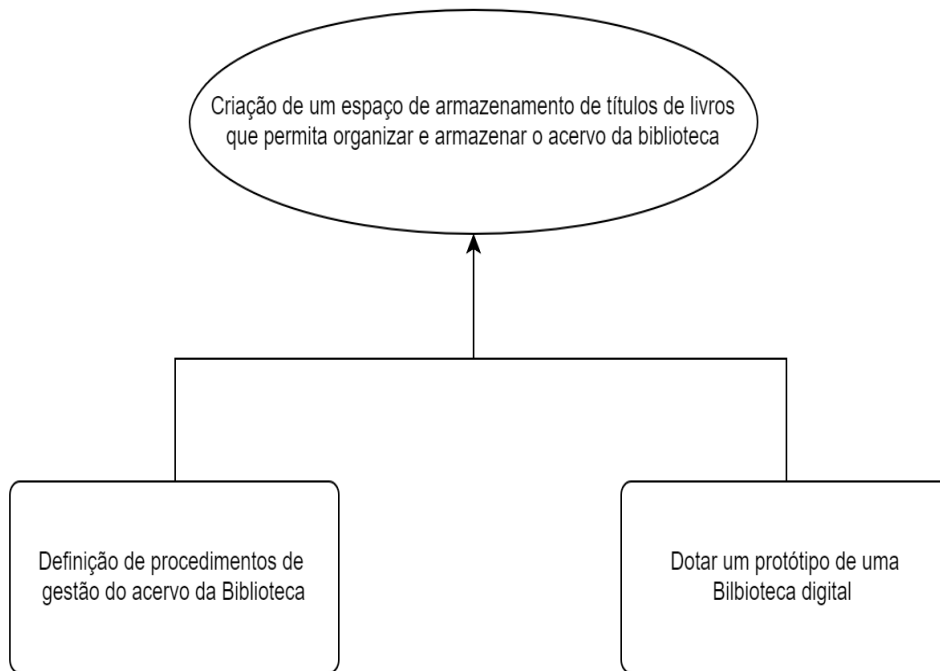 Criação de um espaço de armazenamento de títulos de livros
que permita organizar e armazenar o acervo da biblioteca
Definição de procedimentos de
gestão do acervo da Biblioteca
Dotar um protótipo de uma
Bilbioteca digital